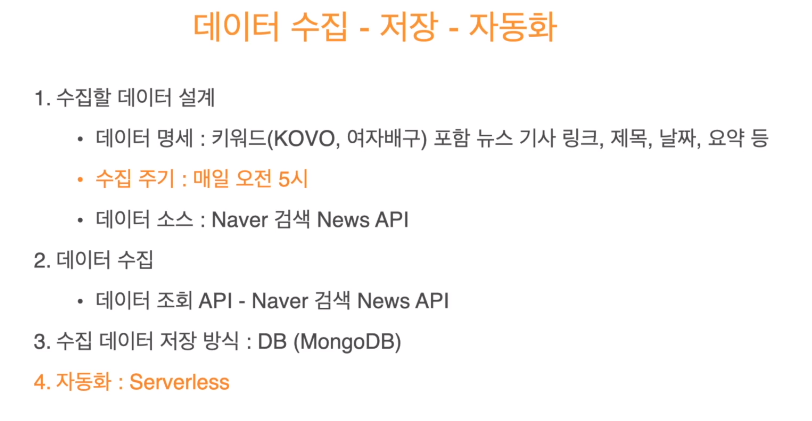 데이터 수집 - 저장 - 자동화
1. 수집할 데이터 설계
• 데이터 명세 : 키워드(KOVO, 여자배구) 포함 뉴스 기사 링크, 제목, 날짜, 요약 등
• 수집 주기 : 매일 오전 5시
• 데이터 소스 : Naver 검색 News API
2. 데이터 수집
• 데이터 조회 API - Naver 검색 News API
3. 수집 데이터 저장 방식 : DB (MongoDB)
4. 자동화 : Serverless